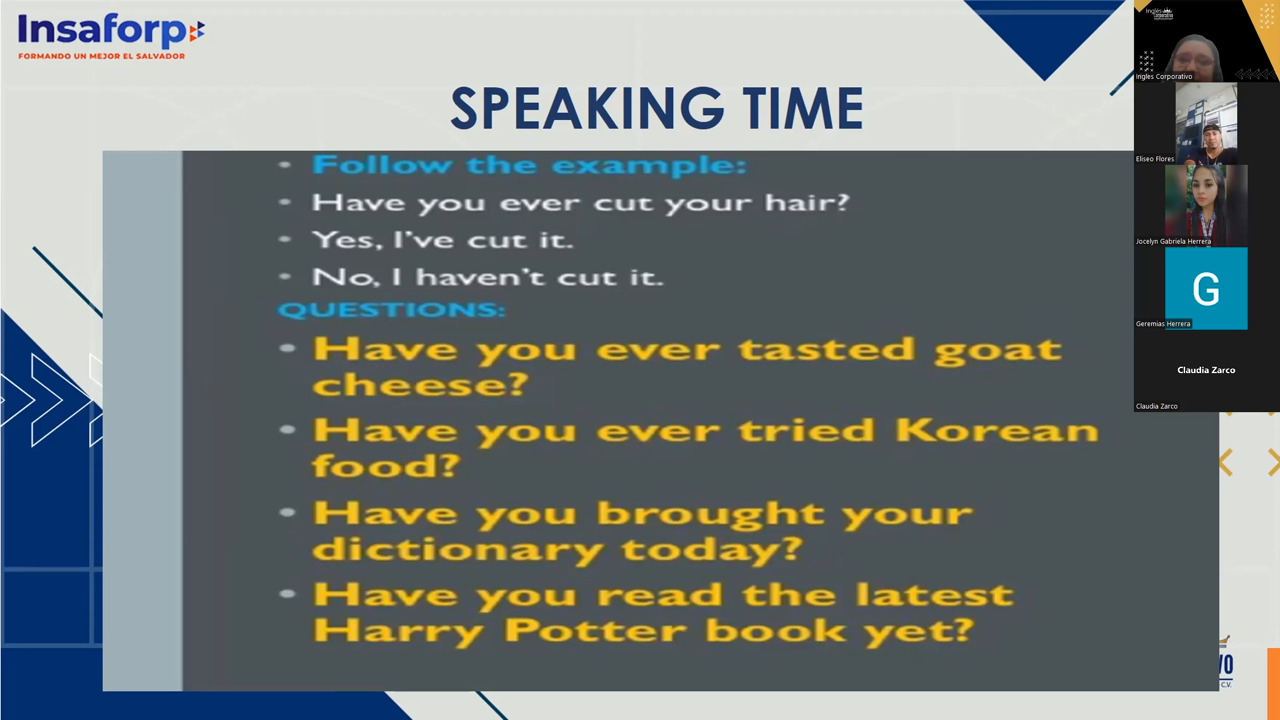 Insaforp
FORMANDO UN MEJOR EL SALVADOR
SPEAKING TIME
• Follow the example:
• Have you ever cut your hair?
• Yes, I've cut it.
• No, I haven't cut it.
QUESTIONS:
• Have you ever tasted goat
cheese?
• Have you ever tried Korean
food?
• Have you brought your
dictionary today?
• Have you read the latest
Harry Potter book yet?
Inglés
Ingles Corporativo
Eliseo Flores
Jocelyn Gabriela Herrera
G
Geremias Herrera
Claudia Zarco
Claudia Zarco
VO
C.V.